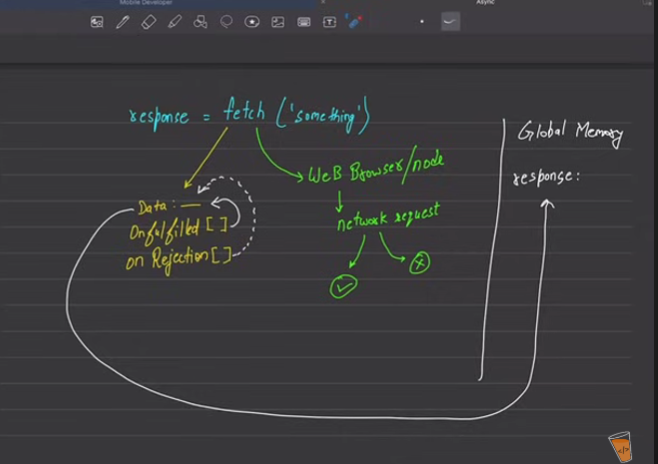 Mobile Developer
Async
response = fetch ('something')
Global Memory
response:
WeB Browser/node
network request
Data: —
Onfulfilled [ ]
on Rejection [ ]